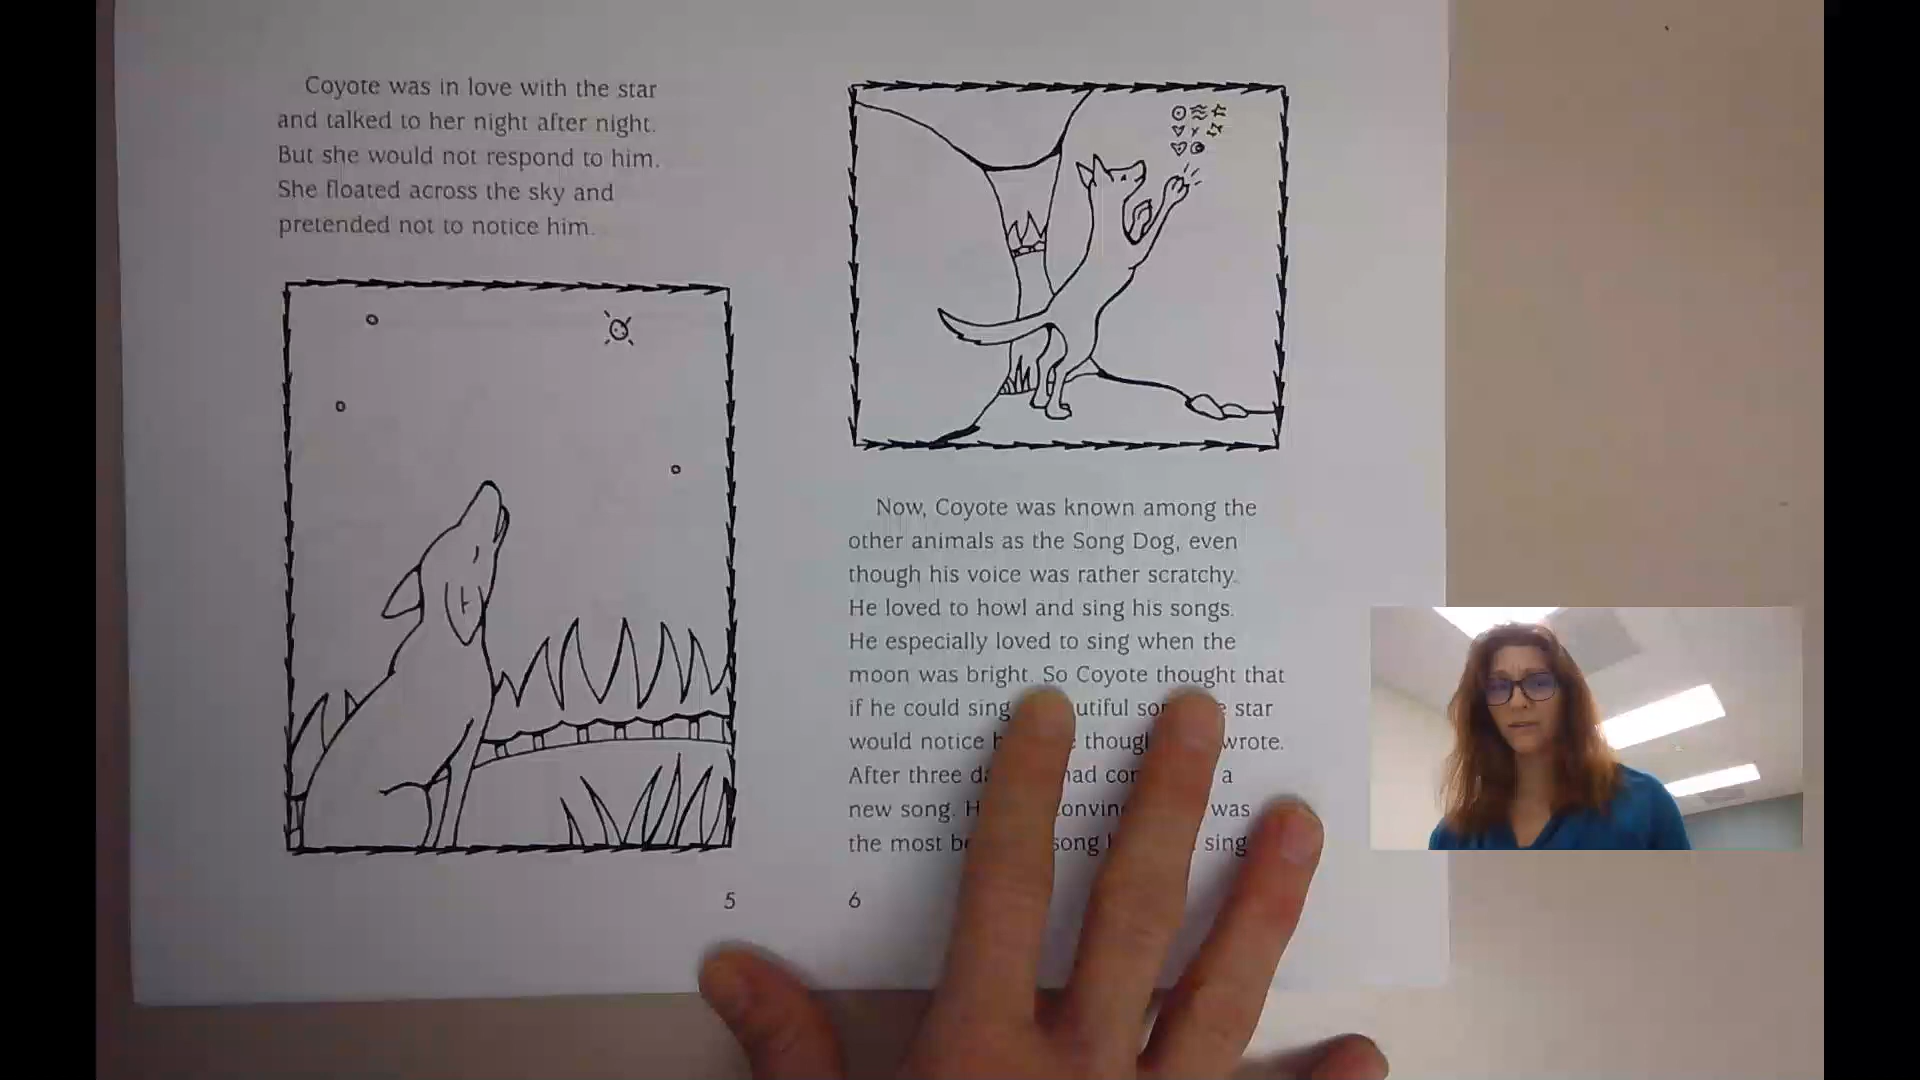 Coyote was in love with the star
and talked to her night after night.
But she would not respond to him.
She floated across the sky and
pretended not to notice him.
5
Now, Coyote was known among the
other animals as the Song Dog, even
though his voice was rather scratchy.
He loved to howl and sing his songs.
He especially loved to sing when the
moon was bright. So Coyote thought that
if he could sing star
would notice wrote.
After three a
new song. was
the most song sing
6